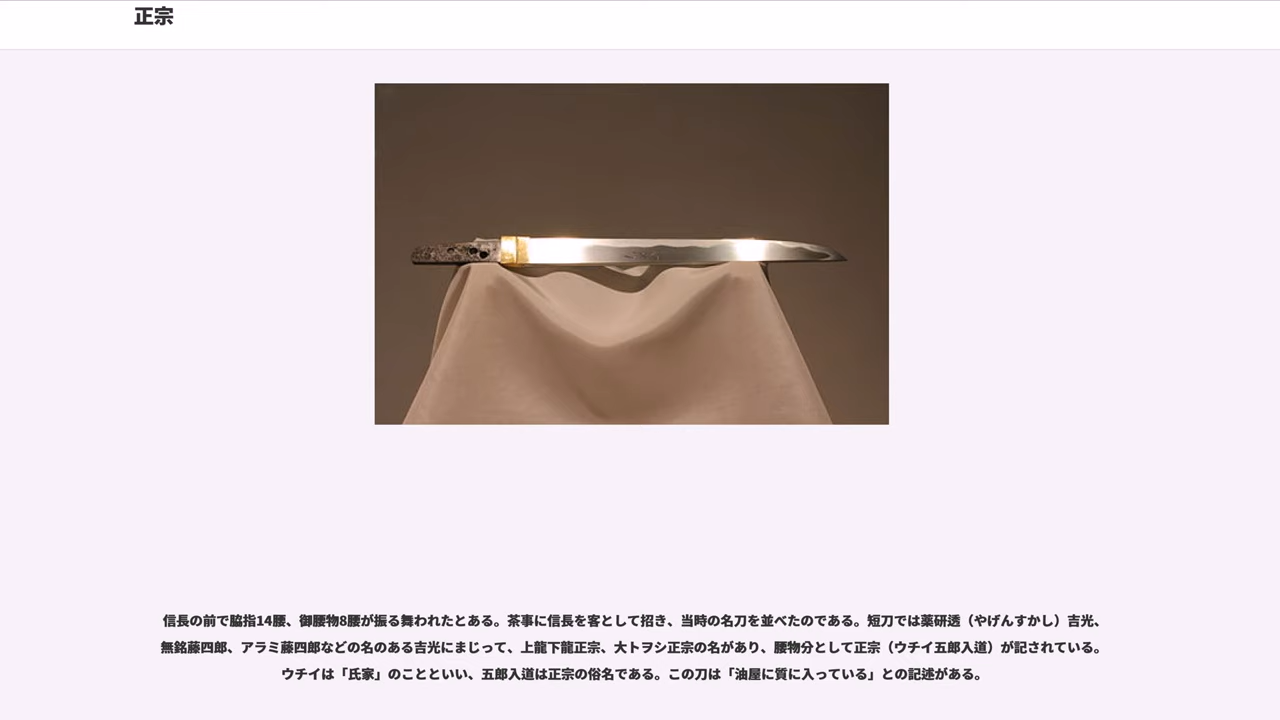 正宗
信長の前で脇指14腰、御腰物8腰が振る舞われたとある。茶事に信長を客として招き、当時の名刀を並べたのである。短刀では薬研透（やげんすかし）吉光、
無銘藤四郎、アラミ藤四郎などの名のある吉光にまじって、上龍下龍正宗、大トヲシ正宗の名があり、腰物分として正宗（ウチイ五郎入道）が記されている。
ウチイは「氏家」のことといい、五郎入道は正宗の俗名である。この刀は「油屋に質に入っている」との記述がある。